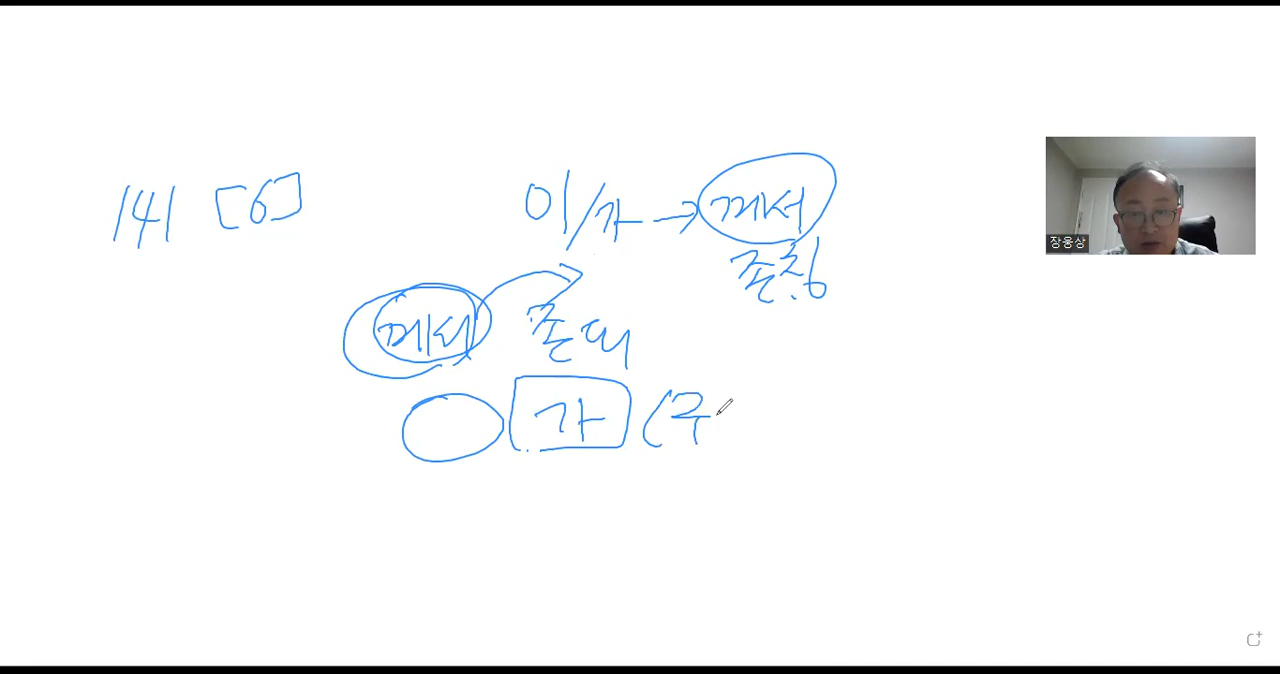 141 [6]
이/가 → 께서
존칭
께서 존대
가 (주
장웅상